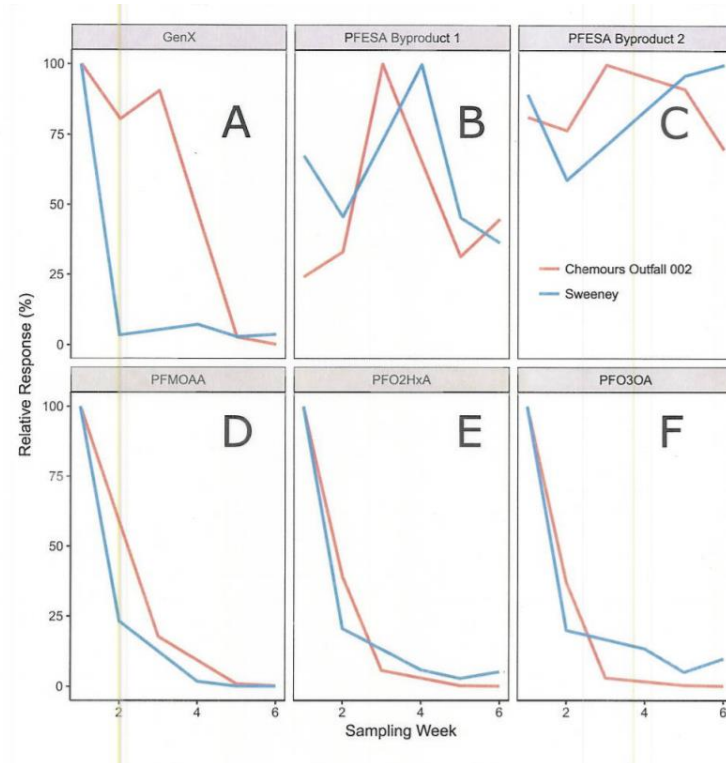 GenX
PFESA Byproduct 1
PFESA Byproduct 2
Relative Response (%)
100
75
50
25
0
A
B
C
Chemours Outfall 002
Sweeney
PFMOAA
PFO2HxA
PFO3OA
100
75
50
25
0
D
E
F
2
4
6
2
4
6
2
4
6
Sampling Week